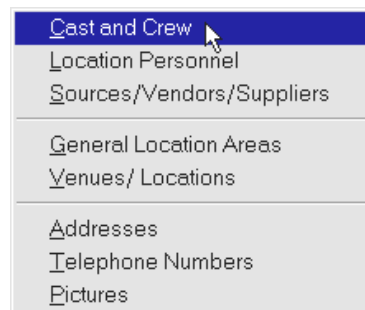 Cast and Crew
Location Personnel
Sources/Vendors/Suppliers
General Location Areas
Venues/ Locations
Addresses
Telephone Numbers
Pictures